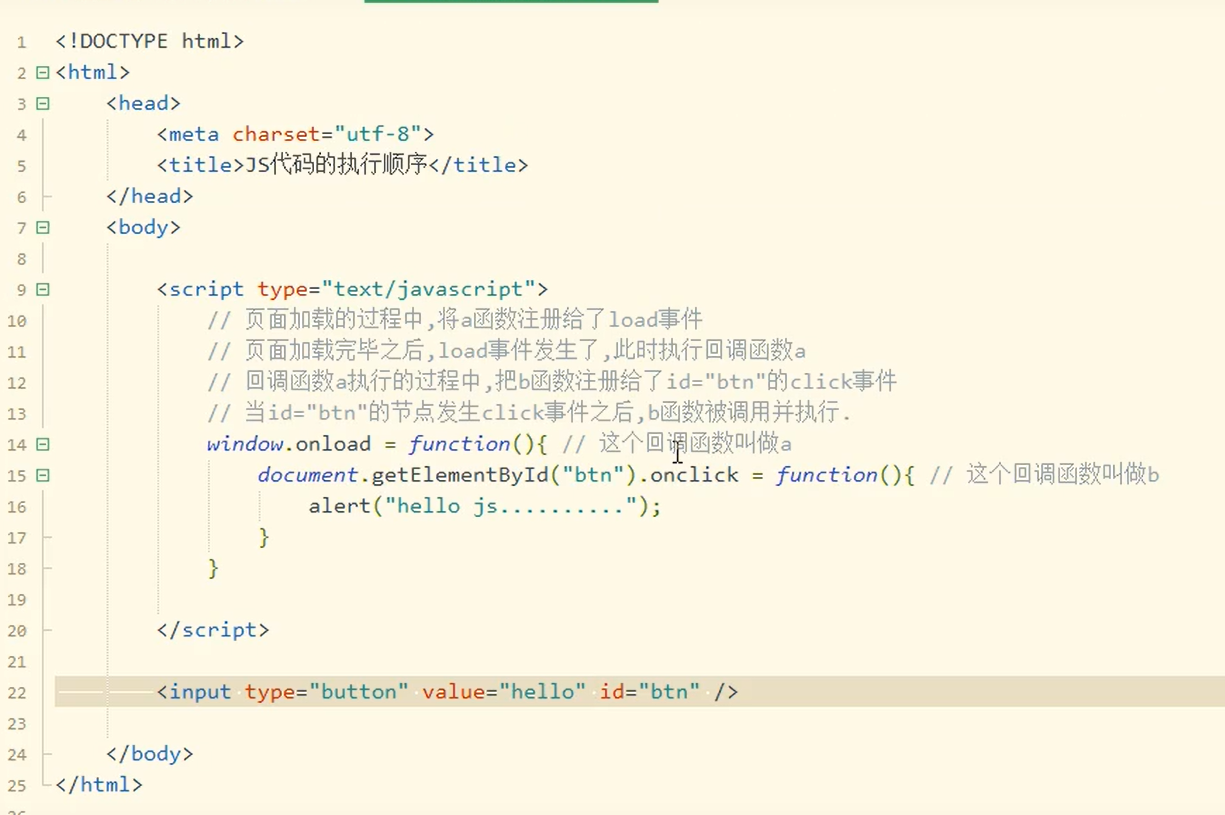 1 <!DOCTYPE html>
2 <html>
3 <head>
4 <meta charset="utf-8">
5 <title>JS代码的执行顺序</title>
6 </head>
7 <body>
8
9 <script type="text/javascript">
10 // 页面加载的过程中,将a函数注册给了load事件
11 // 页面加载完毕之后,load事件发生了,此时执行回调函数a
12 // 回调函数a执行的过程中,把b函数注册给了id="btn"的click事件
13 // 当id="btn"的节点发生click事件之后,b函数被调用并执行.
14 window.onload = function(){ // 这个回调函数叫做a
15 document.getElementById("btn").onclick = function(){ // 这个回调函数叫做b
16 alert("hello js..........");
17 }
18 }
19
20 </script>
21
22 <input type="button" value="hello" id="btn" />
23
24 </body>
25 </html>